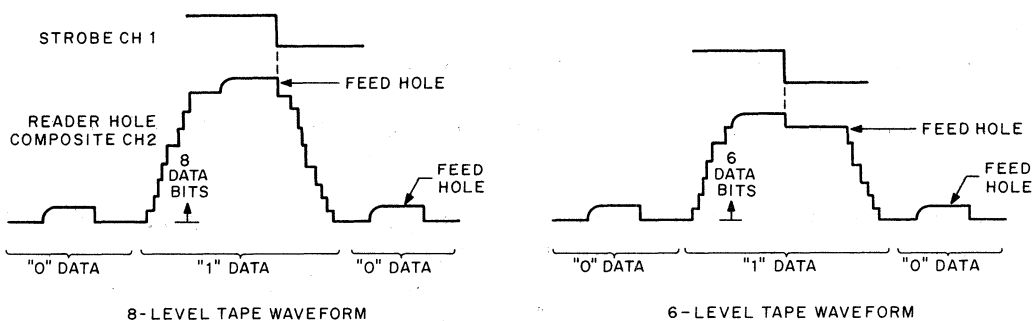 STROBE CH 1
FEED HOLE
READER HOLE
COMPOSITE CH2
8
DATA
BITS
FEED
HOLE
"0" DATA
"1" DATA
"0" DATA
8-LEVEL TAPE WAVEFORM
FEED HOLE
6
DATA
BITS
FEED
HOLE
"0" DATA
"1" DATA
"0" DATA
6-LEVEL TAPE WAVEFORM